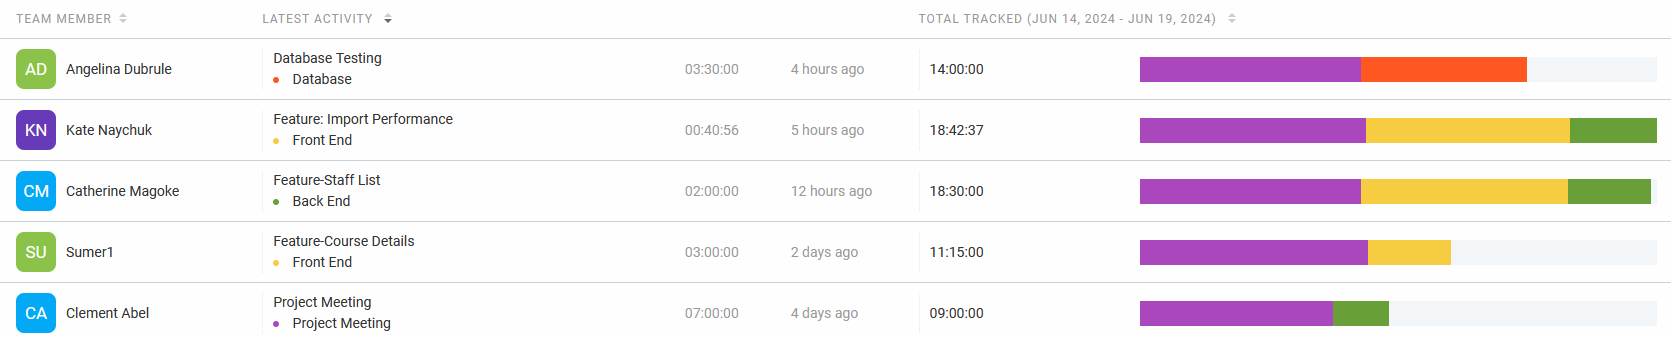 TEAM MEMBER LATEST ACTIVITY TOTAL TRACKED (JUN 14, 2024 - JUN 19, 2024)
Database Testing
AD Angelina Dubrule 03:30:00 4 hours ago 14:00:00
Database
Feature: Import Performance
KN Kate Naychuk 00:40:56 5 hours ago 18:42:37
Front End
Feature-Staff List
CM Catherine Magoke 02:00:00 12 hours ago 18:30:00
Back End
Feature-Course Details
SU Sumer1 03:00:00 2 days ago 11:15:00
Front End
Project Meeting
CA Clement Abel 07:00:00 4 days ago 09:00:00
Project Meeting